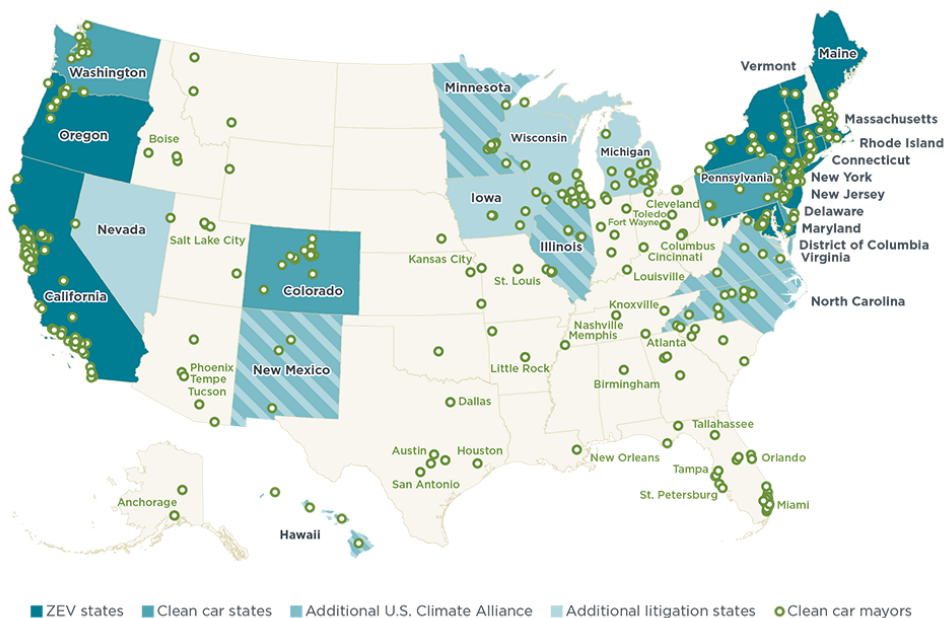 Maine
Vermont
Washington
Minnesota
Massachusetts
Oregon
Boise
Wisconsin
Rhode Island
Michigan
Connecticut
Pennsylvania
New York
Iowa
New Jersey
Cleveland
Delaware
Toledo
Nevada
Fort Wayne
Maryland
Salt Lake City
Illinois
Columbus
District of Columbia
Kansas City
Cincinnati
Virginia
St. Louis
Louisville
California
Colorado
North Carolina
Knoxville
Nashville
Memphis
Atlanta
Phoenix
New Mexico
Little Rock
Tempe
Birmingham
Tucson
Dallas
Tallahassee
Austin
Houston
New Orleans
Orlando
Tampa
San Antonio
St. Petersburg
Anchorage
Miami
Hawaii
ZEV states
Clean car states
Additional U.S. Climate Alliance
Additional litigation states
Clean car mayors